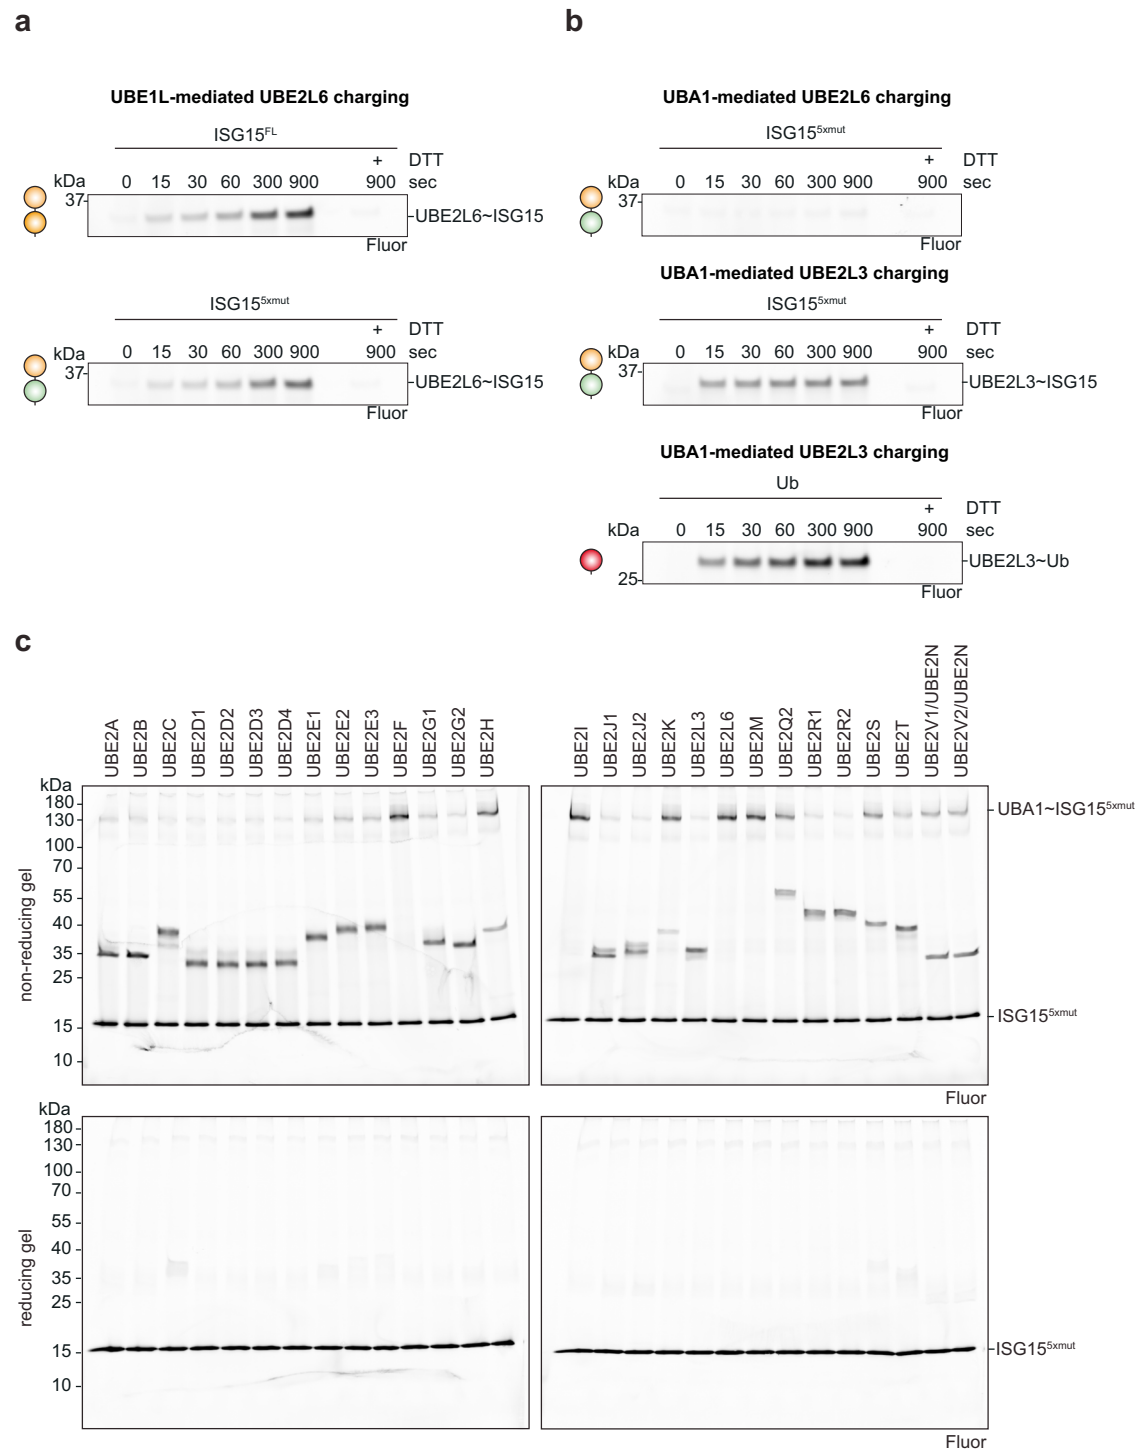 a
UBE1L-mediated UBE2L6 charging
ISG15FL
+ DTT
kDa 0 15 30 60 300 900 900 sec
37-
-UBE2L6~ISG15
Fluor
ISG155xmut
+ DTT
kDa 0 15 30 60 300 900 900 sec
37-
-UBE2L6~ISG15
Fluor
b
UBA1-mediated UBE2L6 charging
ISG155xmut
+ DTT
kDa 0 15 30 60 300 900 900 sec
37-
Fluor
UBA1-mediated UBE2L3 charging
ISG155xmut
+ DTT
kDa 0 15 30 60 300 900 900 sec
37-
-UBE2L3~ISG15
Fluor
UBA1-mediated UBE2L3 charging
Ub
+ DTT
kDa 0 15 30 60 300 900 900 sec
-UBE2L3~Ub
25-
Fluor
c
UBE2A UBE2B UBE2C UBE2D1 UBE2D2 UBE2D3 UBE2D4 UBE2E1 UBE2E2 UBE2E3 UBE2F UBE2G1 UBE2G2 UBE2H
UBE2I UBE2J1 UBE2J2 UBE2K UBE2L3 UBE2L6 UBE2M UBE2Q2 UBE2R1 UBE2R2 UBE2S UBE2T UBE2V1/UBE2N UBE2V2/UBE2N
non-reducing gel
kDa
180-
130-
100-
70-
55-
40-
35-
25-
15-
10-
-UBA1~ISG155xmut
-ISG155xmut
Fluor
reducing gel
kDa
180-
130-
100-
70-
55-
40-
35-
25-
15-
10-
-ISG155xmut
Fluor